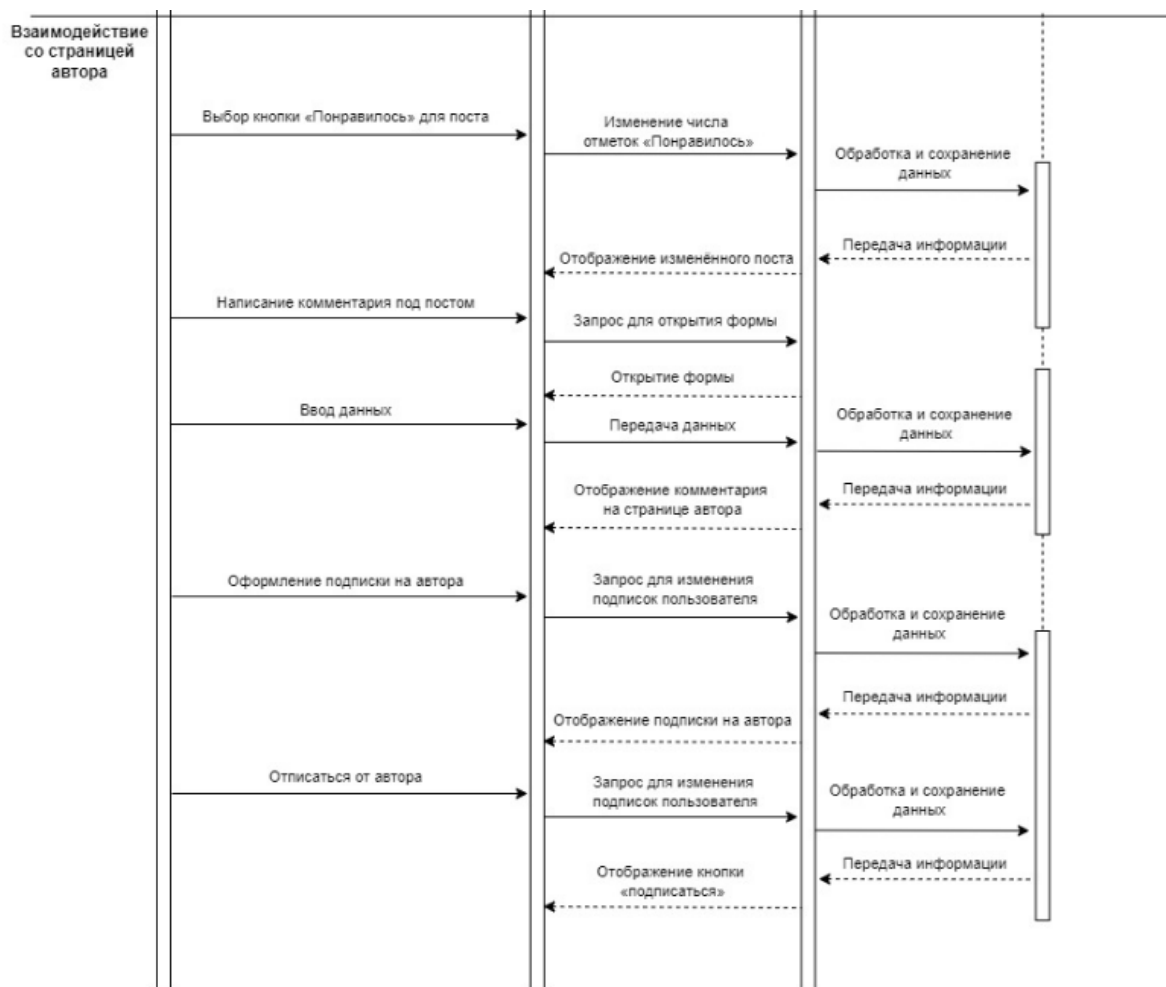 Взаимодействие
со страницей
автора
Выбор кнопки «Понравилось» для поста
Изменение числа
отметок «Понравилось»
Обработка и сохранение
данных
Передача информации
Отображение изменённого поста
Написание комментария под постом
Запрос для открытия формы
Открытие формы
Ввод данных
Передача данных
Обработка и сохранение
данных
Передача информации
Отображение комментария
на странице автора
Оформление подписки на автора
Запрос для изменения
подписок пользователя
Обработка и сохранение
данных
Передача информации
Отображение подписки на автора
Отписаться от автора
Запрос для изменения
подписок пользователя
Обработка и сохранение
данных
Передача информации
Отображение кнопки
«подписаться»